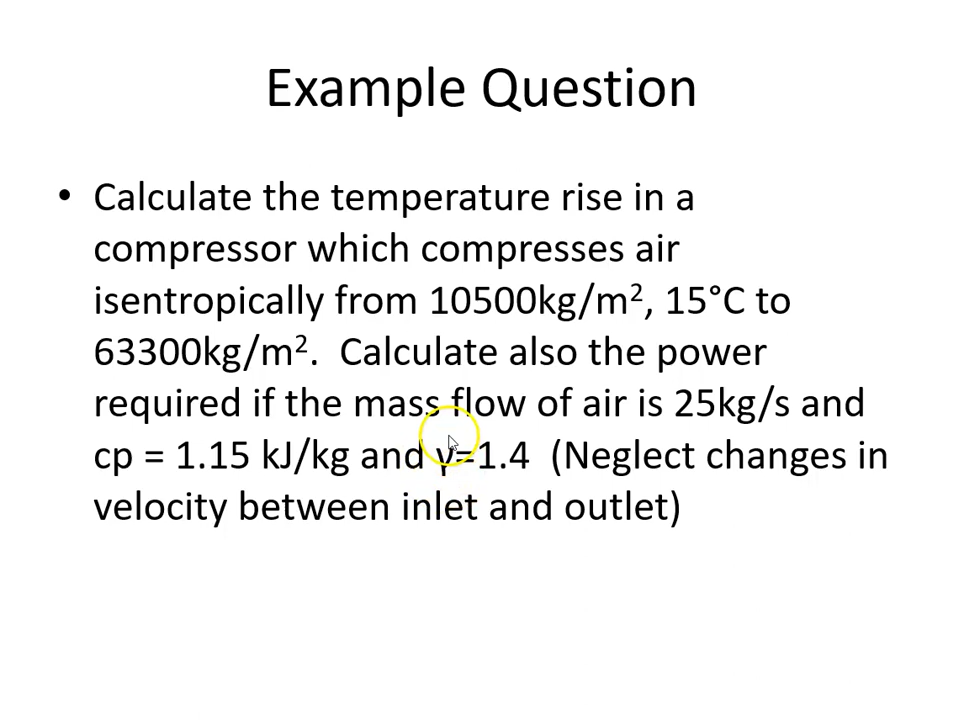 Example Question
• Calculate the temperature rise in a
compressor which compresses air
isentropically from 10500kg/m², 15°C to
63300kg/m². Calculate also the power
required if the mass flow of air is 25kg/s and
cp = 1.15 kJ/kg and γ=1.4 (Neglect changes in
velocity between inlet and outlet)